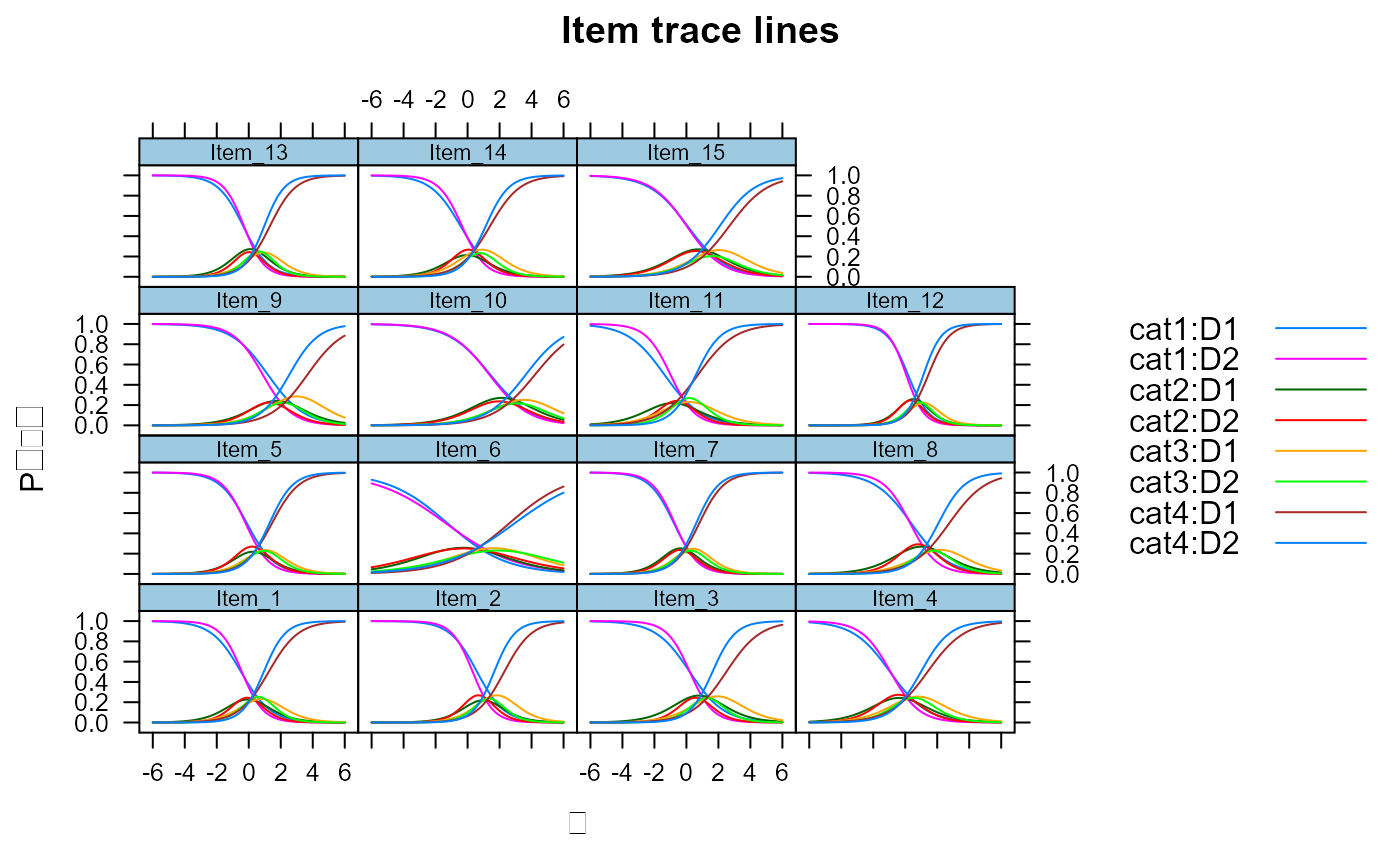 Item trace lines
-6 -4 -2 0 2 4 6
Item_13 Item_14 Item_15
1.0
0.8
0.6
0.4
0.2
0.0
Item_9 Item_10 Item_11 Item_12
1.0
0.8
0.6
0.4
0.2
0.0
Item_5 Item_6 Item_7 Item_8
1.0
0.8
0.6
0.4
0.2
0.0
Item_1 Item_2 Item_3 Item_4
1.0
0.8
0.6
0.4
0.2
0.0
-6 -4 -2 0 2 4 6 -6 -4 -2 0 2 4 6
P□□□
□
cat1:D1
cat1:D2
cat2:D1
cat2:D2
cat3:D1
cat3:D2
cat4:D1
cat4:D2